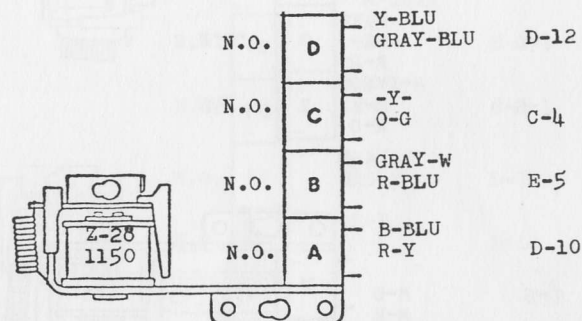 Y-BLU
N.O. D GRAY-BLU D-12
N.O. C -Y-
O-G C-4
GRAY-W
N.O. B R-BLU E-5
B-BLU
N.O. A R-Y D-10
Z-28
1150